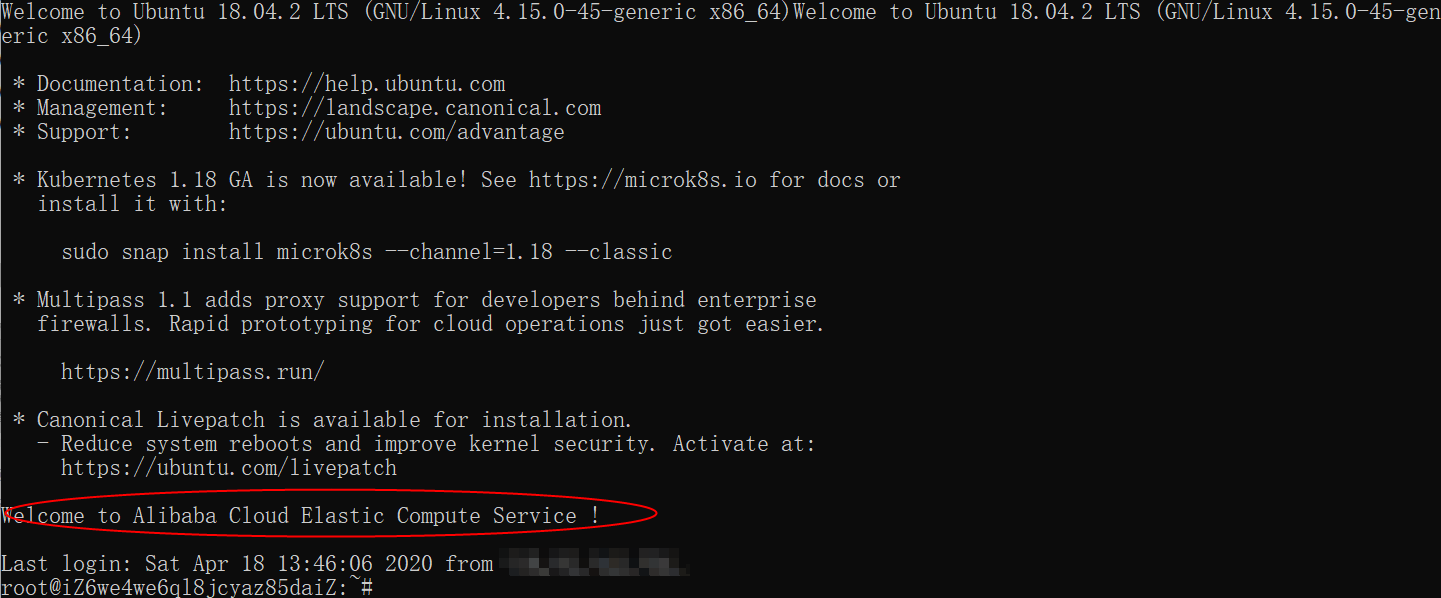 Welcome to Ubuntu 18.04.2 LTS (GNU/Linux 4.15.0-45-generic x86_64)Welcome to Ubuntu 18.04.2 LTS (GNU/Linux 4.15.0-45-gen
eric x86_64)
* Documentation:  https://help.ubuntu.com
* Management:     https://landscape.canonical.com
* Support:        https://ubuntu.com/advantage
* Kubernetes 1.18 GA is now available! See https://microk8s.io for docs or
install it with:
sudo snap install microk8s --channel=1.18 --classic
* Multipass 1.1 adds proxy support for developers behind enterprise
firewalls. Rapid prototyping for cloud operations just got easier.
https://multipass.run/
* Canonical Livepatch is available for installation.
- Reduce system reboots and improve kernel security. Activate at:
https://ubuntu.com/livepatch
Welcome to Alibaba Cloud Elastic Compute Service !
Last login: Sat Apr 18 13:46:06 2020 from
root@iZ6we4we6ql8jcyaz85daiZ:~#